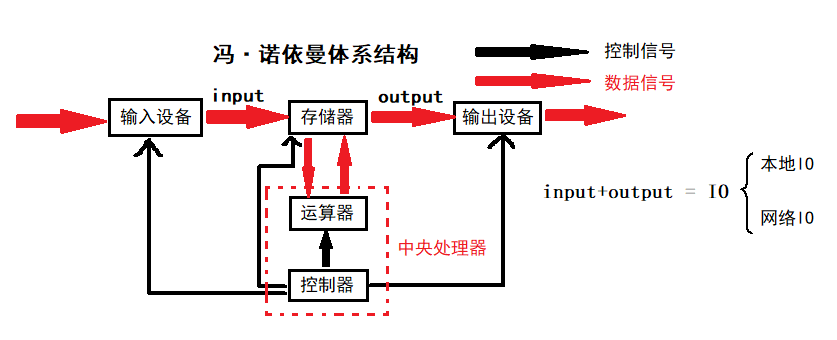 冯·诺依曼体系结构
控制信号
数据信号
input
output
输入设备
存储器
输出设备
本地IO
input+output = IO
网络IO
运算器
中央处理器
控制器